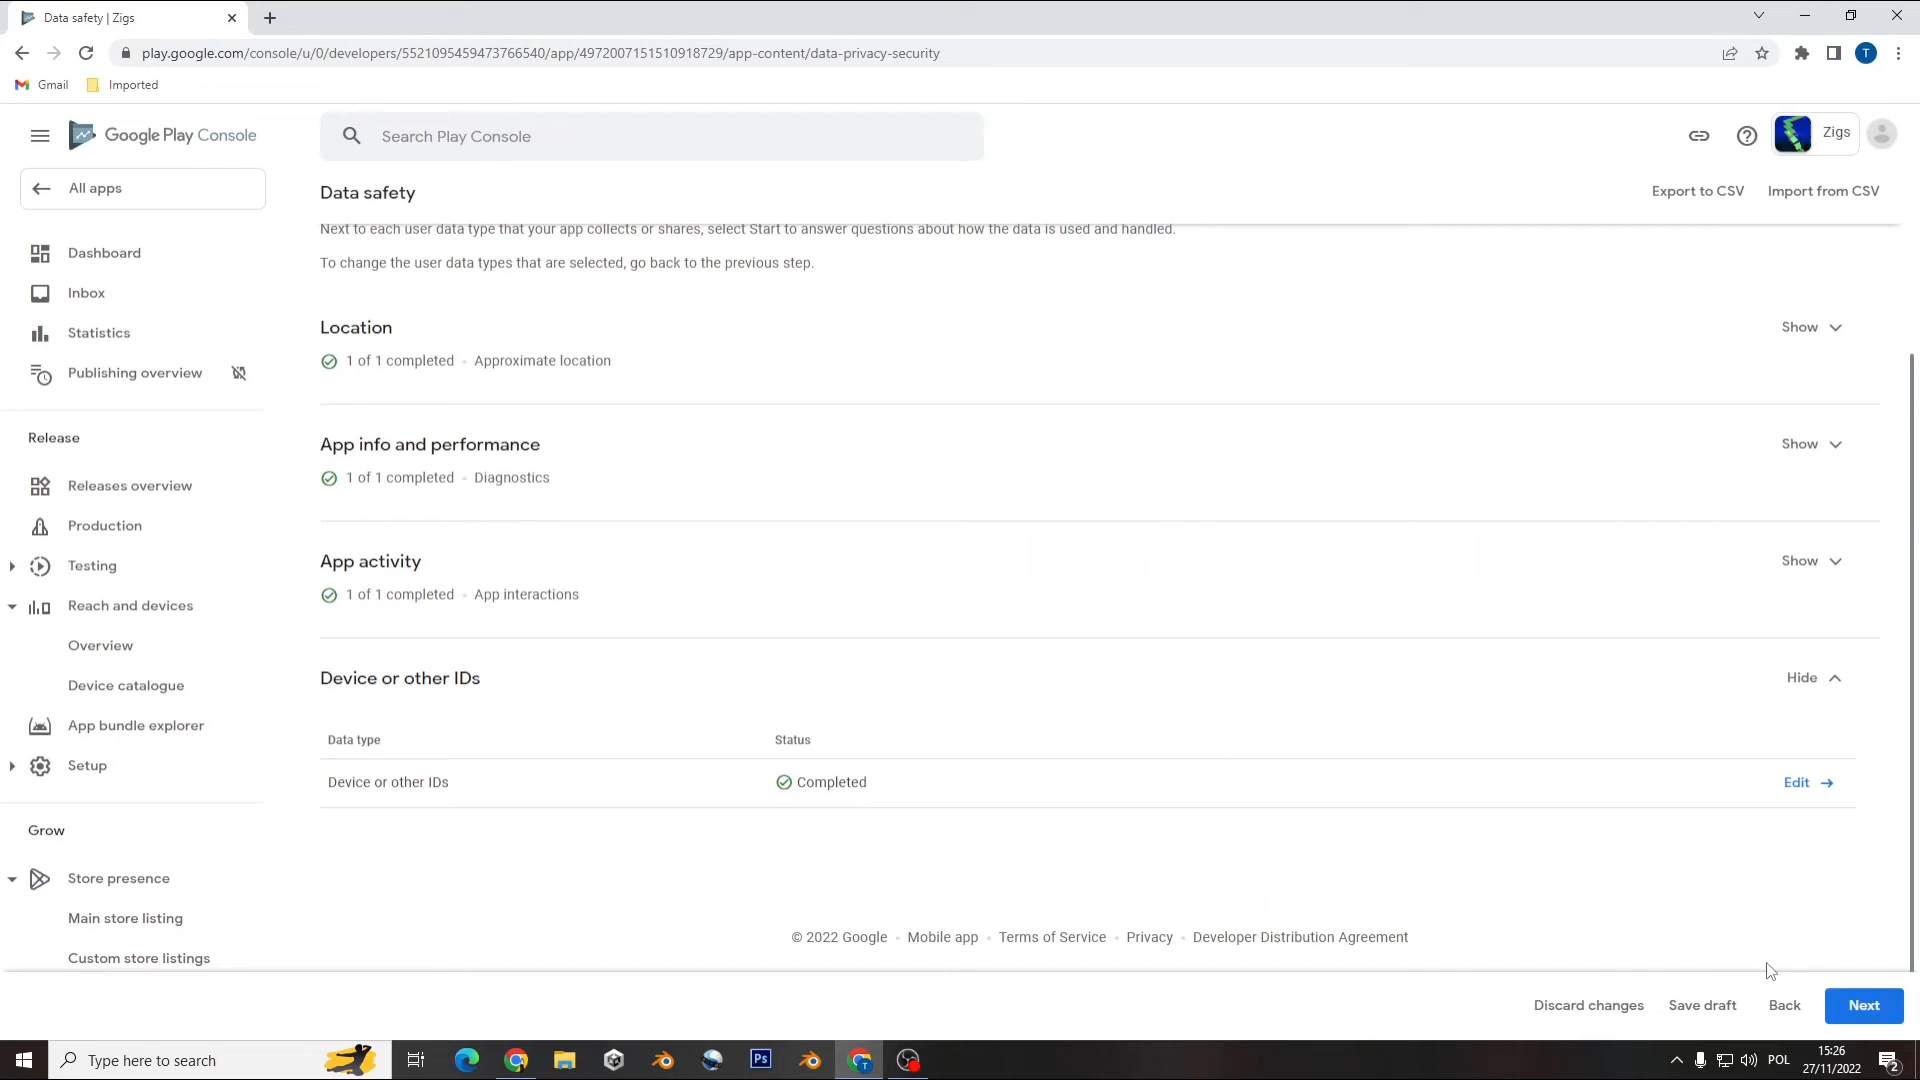 Data safety | Zigs
play.google.com/console/u/0/developers/5521095459473766540/app/4972007151510918729/app-content/data-privacy-security
T
Gmail
Imported
Google Play Console
Search Play Console
Zigs
All apps
Data safety
Export to CSV
Import from CSV
Next to each user data type that your app collects or shares, select Start to answer questions about how the data is used and handled.
To change the user data types that are selected, go back to the previous step.
Dashboard
Inbox
Statistics
Publishing overview
Release
Releases overview
Production
Testing
Reach and devices
Overview
Device catalogue
App bundle explorer
Setup
Grow
Store presence
Main store listing
Custom store listings
Location
Show
1 of 1 completed • Approximate location
App info and performance
Show
1 of 1 completed • Diagnostics
App activity
Show
1 of 1 completed • App interactions
Device or other IDs
Hide
Data type
Status
Device or other IDs
Completed
Edit
© 2022 Google • Mobile app • Terms of Service • Privacy • Developer Distribution Agreement
Discard changes
Save draft
Back
Next
Type here to search
Ps
T
POL
15:26
27/11/2022
2